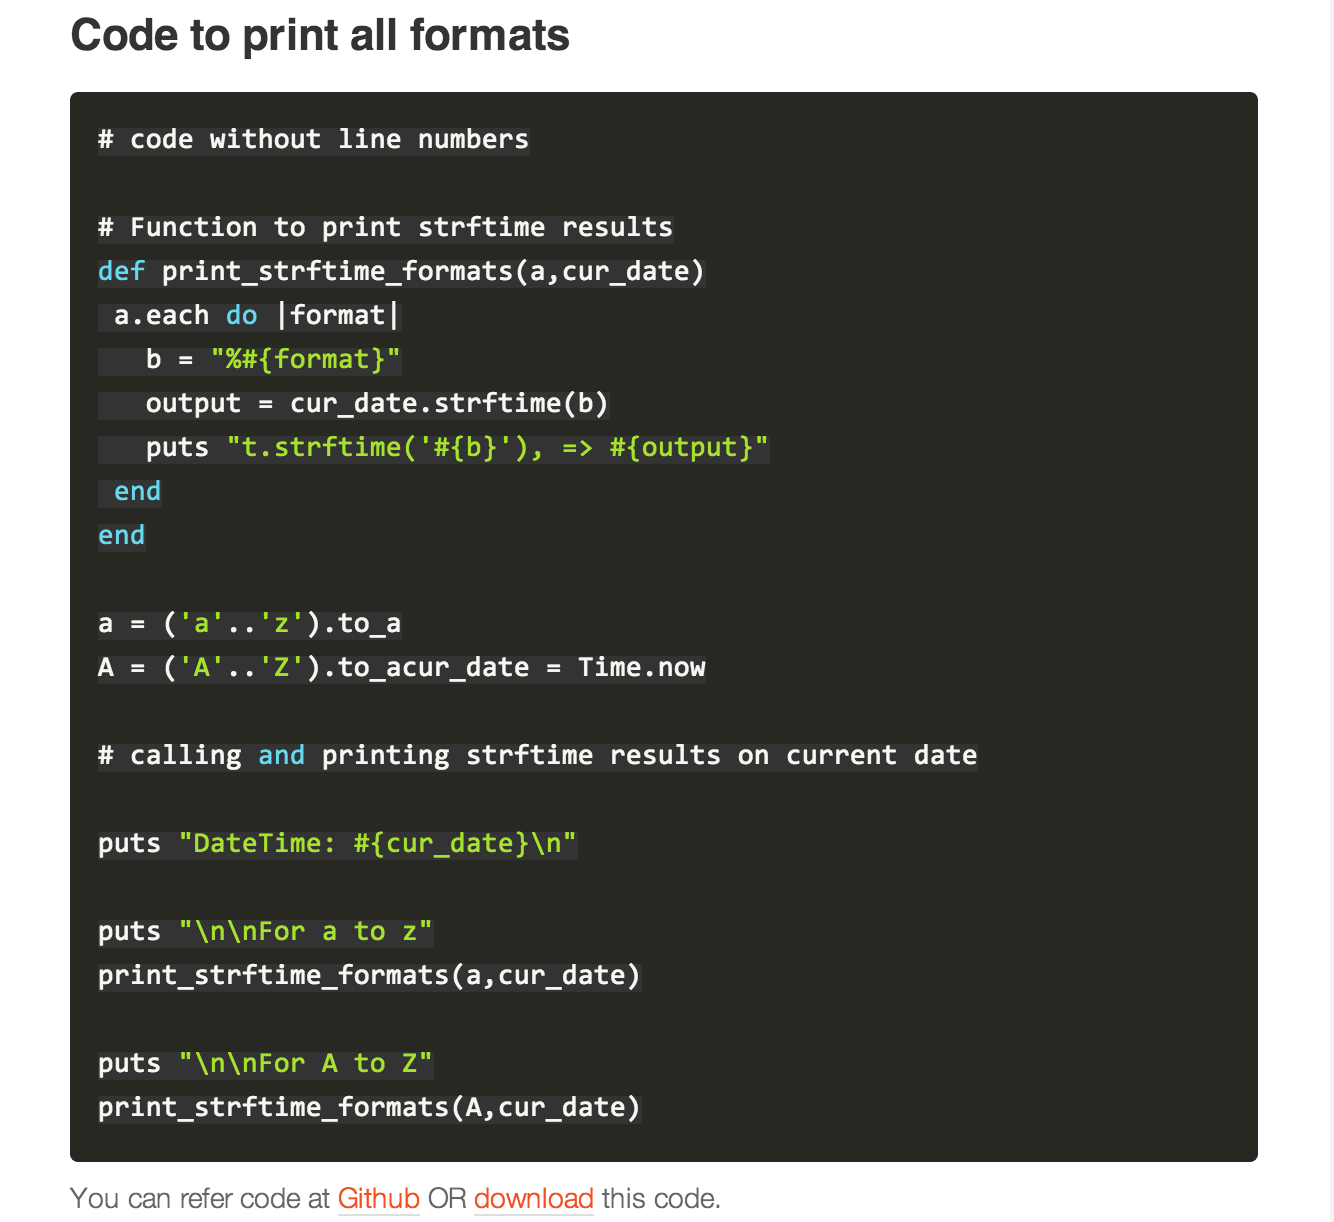 Code to print all formats
# code without line numbers
# Function to print strftime results
def print_strftime_formats(a,cur_date)
 a.each do |format|
   b = "%#{format}"
   output = cur_date.strftime(b)
   puts "t.strftime('#{b}'), => #{output}"
 end
end
a = ('a'..'z').to_a
A = ('A'..'Z').to_acur_date = Time.now
# calling and printing strftime results on current date
puts "DateTime: #{cur_date}\n"
puts "\n\nFor a to z"
print_strftime_formats(a,cur_date)
puts "\n\nFor A to Z"
print_strftime_formats(A,cur_date)
You can refer code at Github OR download this code.